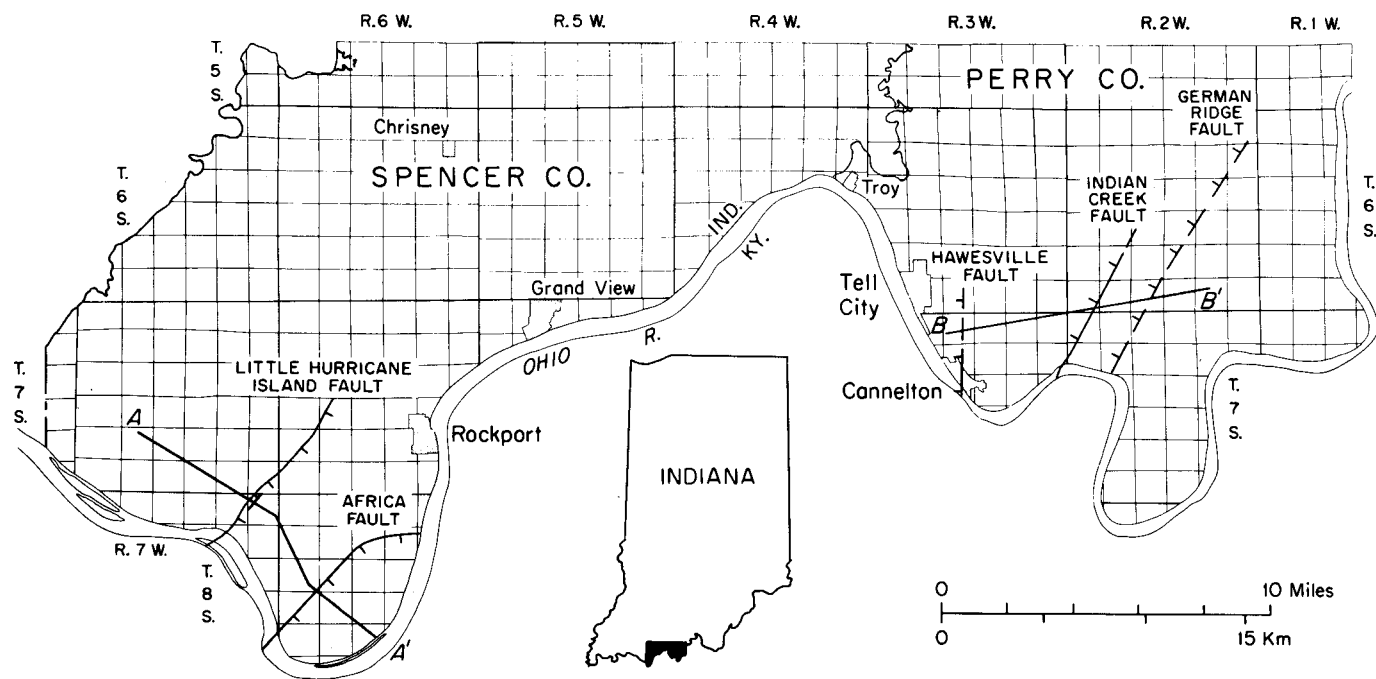 R.6 W.
R.5 W.
R.4 W.
R.3W.
R.2W.
R.1 W.
T.
5
S.
PERRY CO.
GERMAN
RIDGE
FAULT
Chrisney
SPENCER CO.
T.
6
S.
Troy
INDIAN
CREEK
FAULT
T.
6
S.
IND.
KY.
HAWESVILLE
FAULT
Grand View
Tell
City
B
B'
OHIO
R.
T.
7
S.
LITTLE HURRICANE
ISLAND FAULT
Cannelton
T.
7
S.
A
Rockport
INDIANA
AFRICA
FAULT
R. 7 W.
T.
8
S.
A'
0
10 Miles
0
15 Km